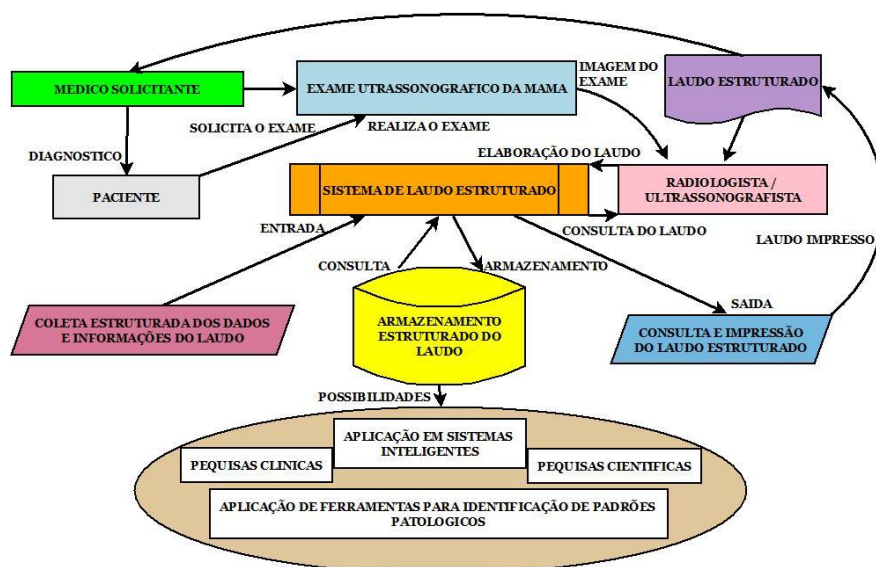 IMAGEM DO
EXAME
LAUDO ESTRUTURADO
MEDICO SOLICITANTE
EXAME UTRASSONOGRAFICO DA MAMA
SOLICITA O EXAME
REALIZA O EXAME
DIAGNOSTICO
ELABORAÇÃO DO LAUDO
PACIENTE
SISTEMA DE LAUDO ESTRUTURADO
RADIOLOGISTA /
ULTRASSONOGRAFISTA
ENTRADA
CONSULTA DO LAUDO
LAUDO IMPRESSO
CONSULTA
ARMAZENAMENTO
SAIDA
COLETA ESTRUTURADA DOS DADOS
E INFORMAÇÕES DO LAUDO
ARMAZENAMENTO
ESTRUTURADO DO
LAUDO
CONSULTA E IMPRESSÃO
DO LAUDO ESTRUTURADO
POSSIBILIDADES
APLICAÇÃO EM SISTEMAS
INTELIGENTES
PEQUISAS CLINICAS
PEQUISAS CIENTIFICAS
APLICAÇÃO DE FERRAMENTAS PARA IDENTIFICAÇÃO DE PADRÕES
PATOLOGICOS